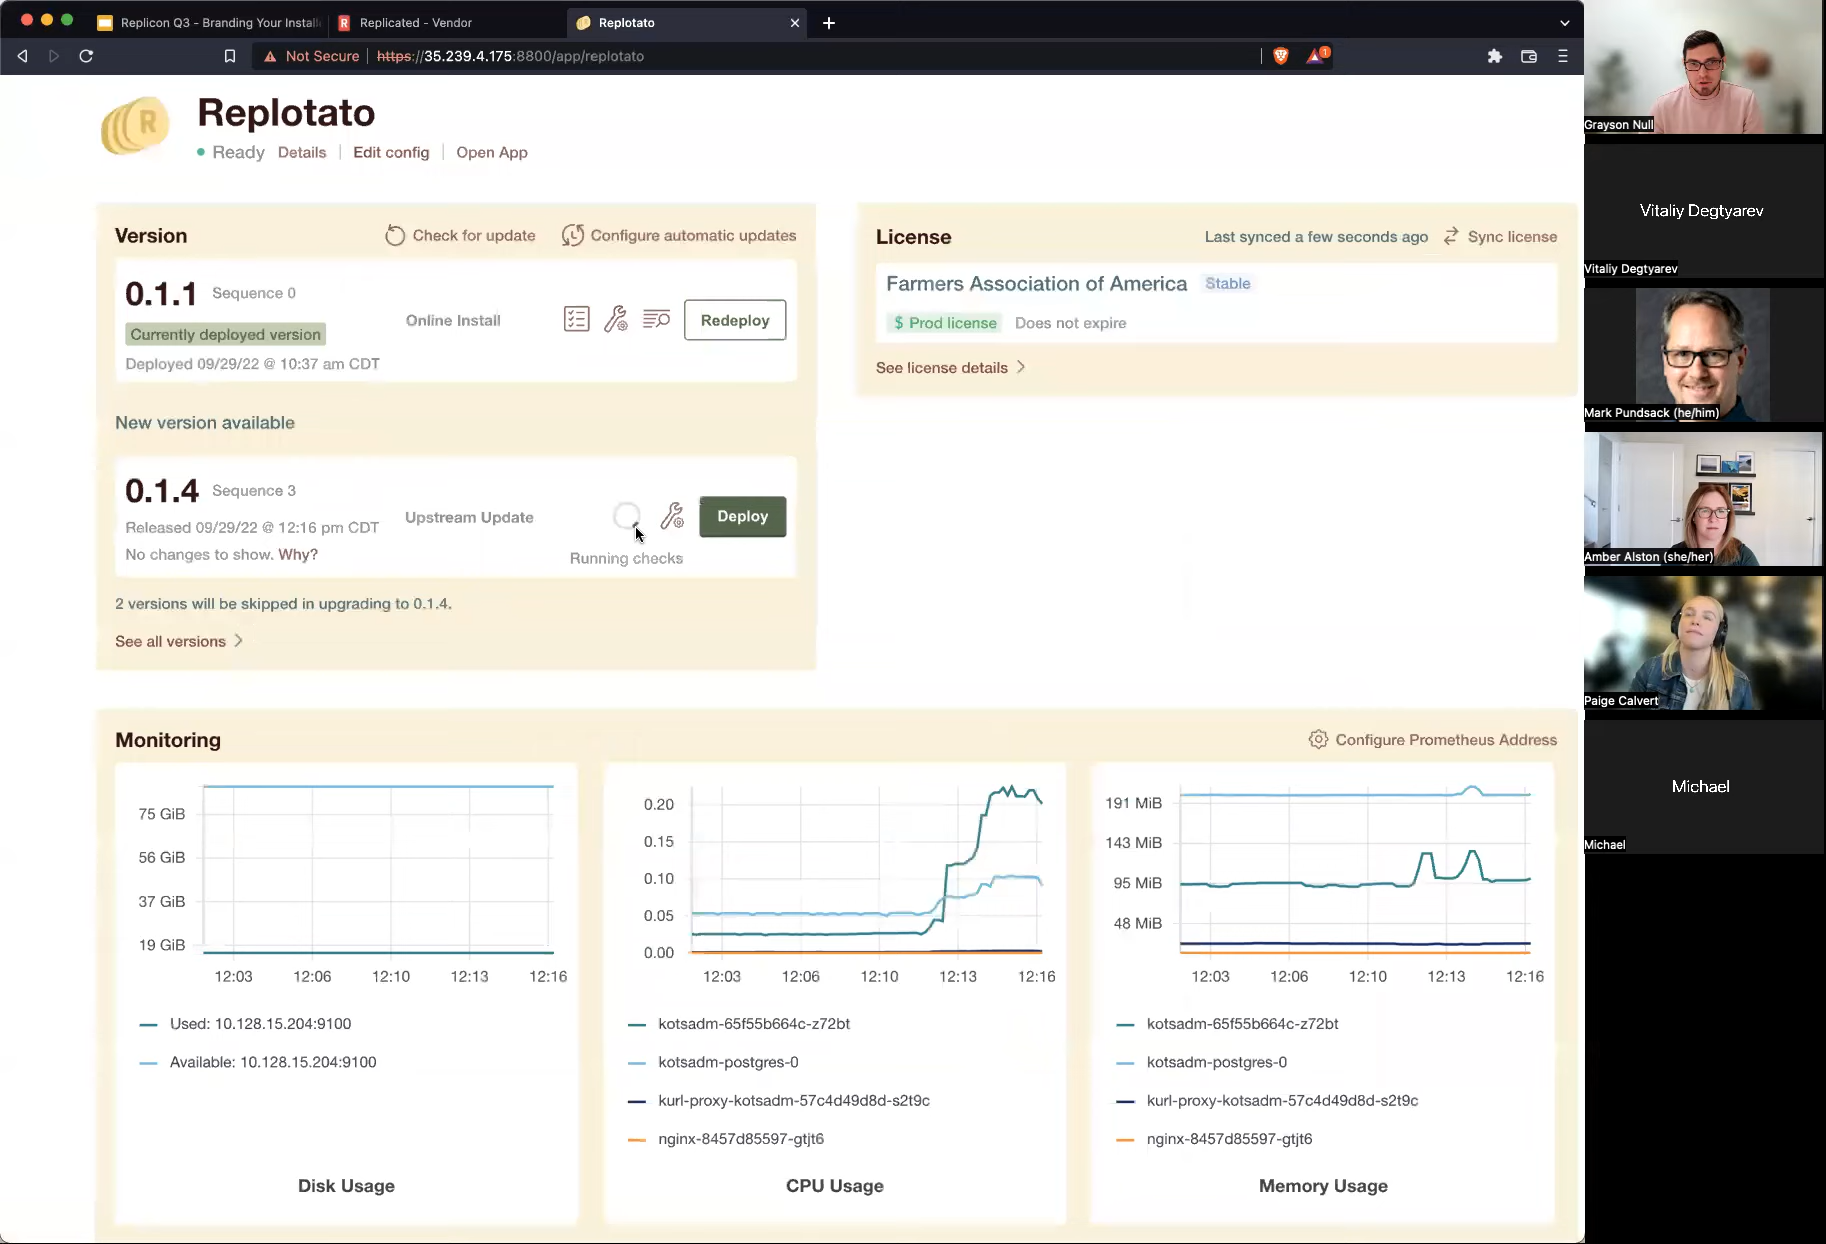 Replicon Q3 - Branding Your Install
Replicated - Vendor
Replotato
Not Secure
https://35.239.4.175:8800/app/replotato
1
R
Replotato
Ready
Details
Edit config
Open App
Version
Check for update
Configure automatic updates
0.1.1
Sequence 0
Currently deployed version
Deployed 09/29/22 @ 10:37 am CDT
Online Install
Redeploy
New version available
0.1.4
Sequence 3
Released 09/29/22 @ 12:16 pm CDT
No changes to show. Why?
Upstream Update
Running checks
Deploy
2 versions will be skipped in upgrading to 0.1.4.
See all versions
License
Last synced a few seconds ago
Sync license
Farmers Association of America
Stable
$ Prod license
Does not expire
See license details
Monitoring
Configure Prometheus Address
75 GiB
56 GiB
37 GiB
19 GiB
12:03 12:06 12:10 12:13 12:16
Used: 10.128.15.204:9100
Available: 10.128.15.204:9100
Disk Usage
0.20
0.15
0.10
0.05
0.00
12:03 12:06 12:10 12:13 12:16
kotsadm-65f55b664c-z72bt
kotsadm-postgres-0
kurl-proxy-kotsadm-57c4d49d8d-s2t9c
nginx-8457d85597-gtjt6
CPU Usage
191 MiB
143 MiB
95 MiB
48 MiB
12:03 12:06 12:10 12:13 12:16
kotsadm-65f55b664c-z72bt
kotsadm-postgres-0
kurl-proxy-kotsadm-57c4d49d8d-s2t9c
nginx-8457d85597-gtjt6
Memory Usage
Grayson Null
Vitaliy Degtyarev
Vitaliy Degtyarev
Mark Pundsack (he/him)
Amber Alston (she/her)
Paige Calvert
Michael
Michael